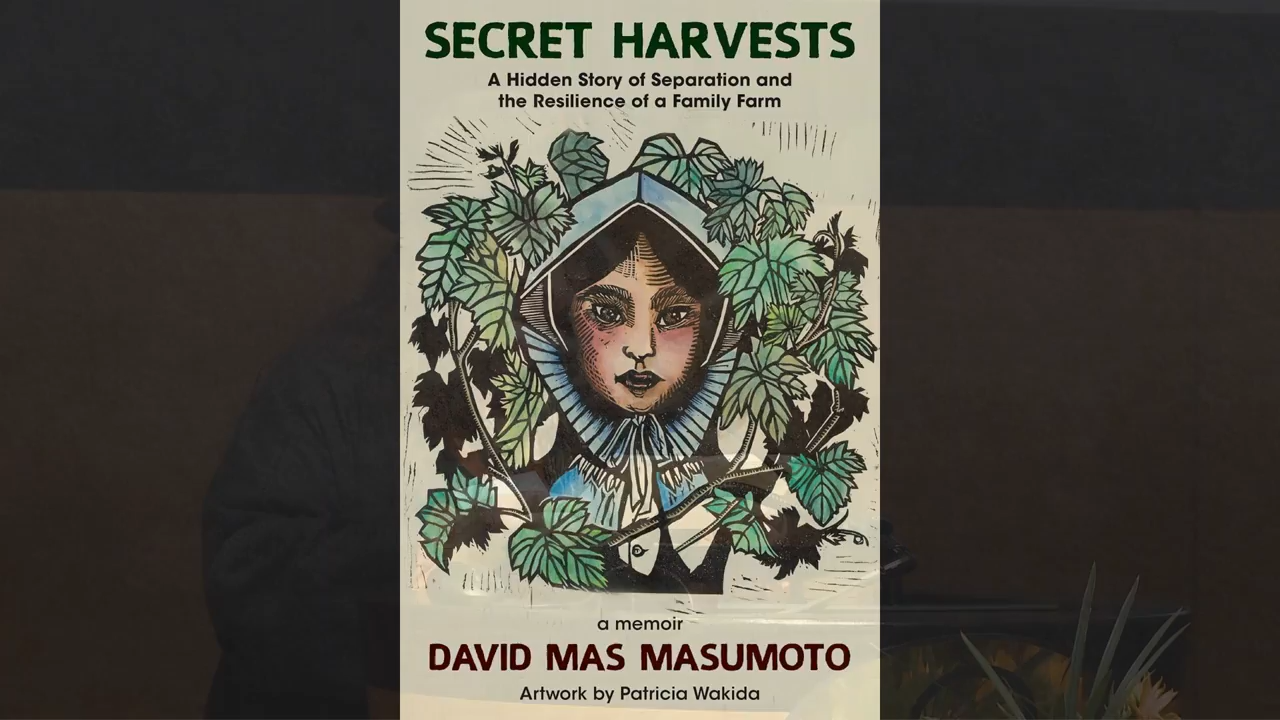 SECRET HARVESTS
A Hidden Story of Separation and
the Resilience of a Family Farm
a memoir
DAVID MAS MASUMOTO
Artwork by Patricia Wakida